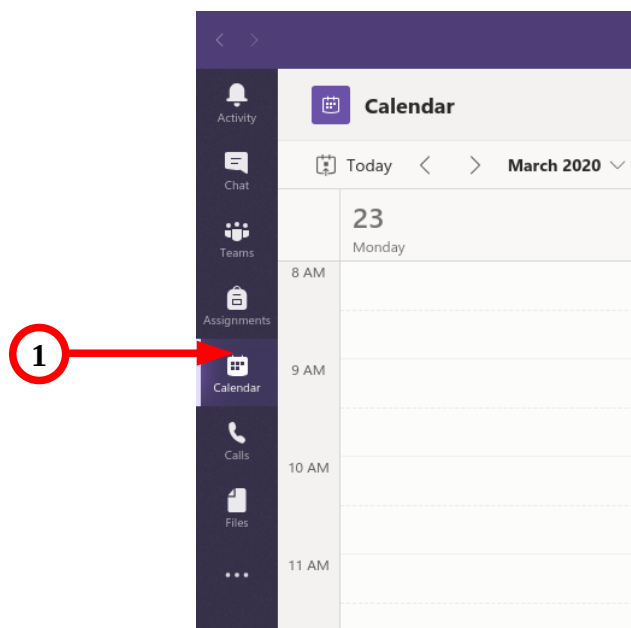 Activity
Calendar
Chat
Today March 2020
Teams
23
Monday
8 AM
Assignments
1
9 AM
Calendar
Calls
10 AM
Files
11 AM